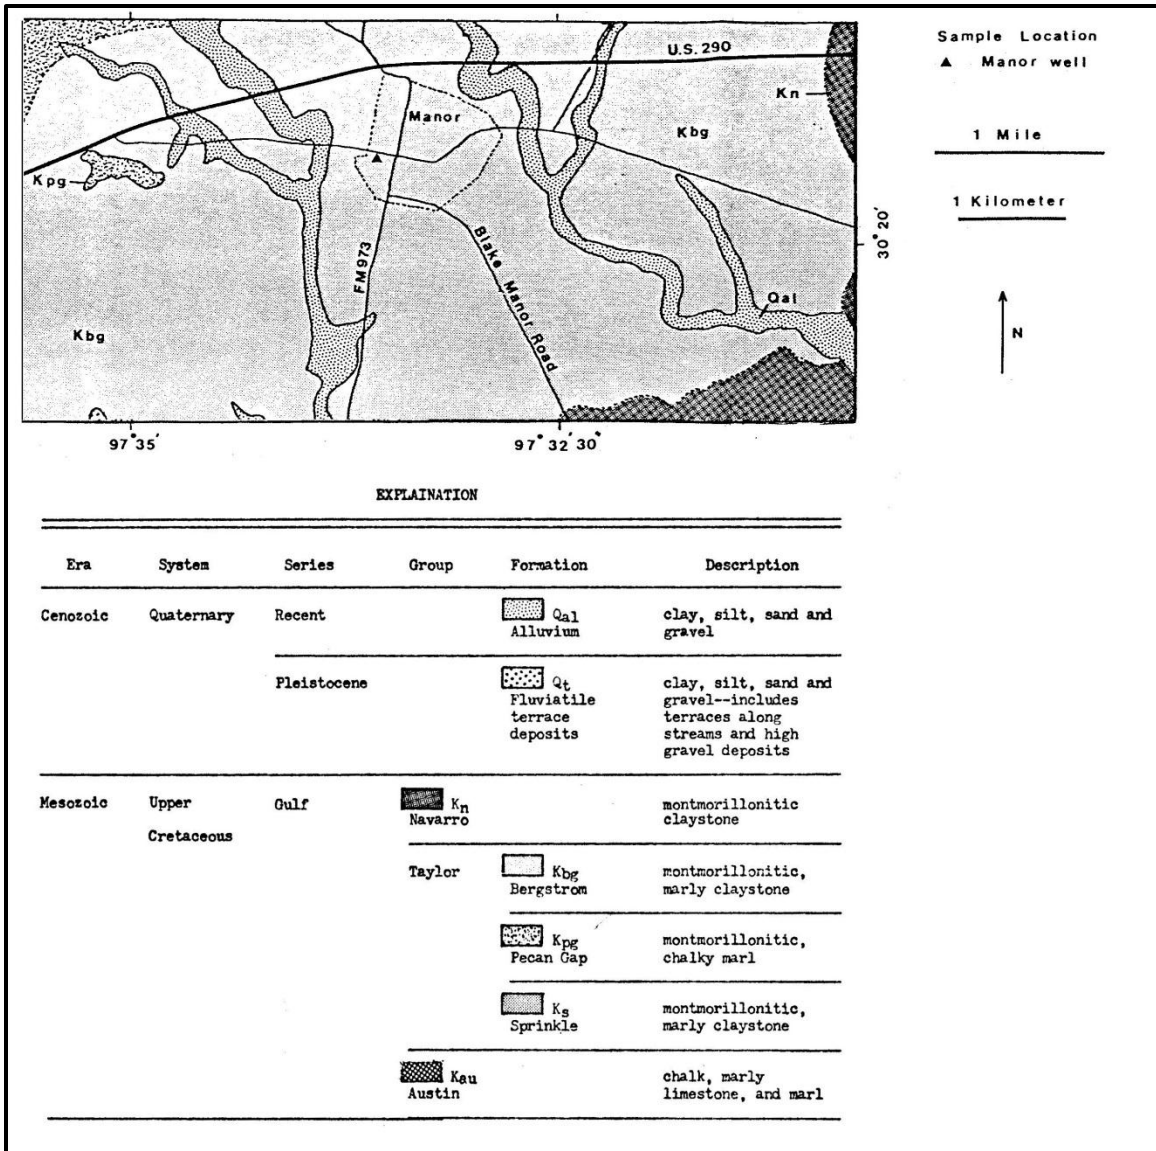 U.S. 290
Kn
Manor
Kbg
Kpg
FM 973
Blake Manor Road
Qal
Kbg
30° 20'
97° 35'
97° 32' 30"
Sample Location
▲ Manor well
1 Mile
1 Kilometer
N
EXPLAINATION
Era System Series Group Formation Description
Cenozoic Quaternary Recent Qal clay, silt, sand and
Alluvium gravel
Pleistocene Qt clay, silt, sand and
Fluviatile gravel--includes
terrace terraces along
deposits streams and high
gravel deposits
Mesozoic Upper Gulf Kn montmorillonitic
Cretaceous Navarro claystone
Taylor Kbg montmorillonitic,
Bergstrom marly claystone
Kpg montmorillonitic,
Pecan Gap chalky marl
Ks montmorillonitic,
Sprinkle marly claystone
Kau chalk, marly
Austin limestone, and marl